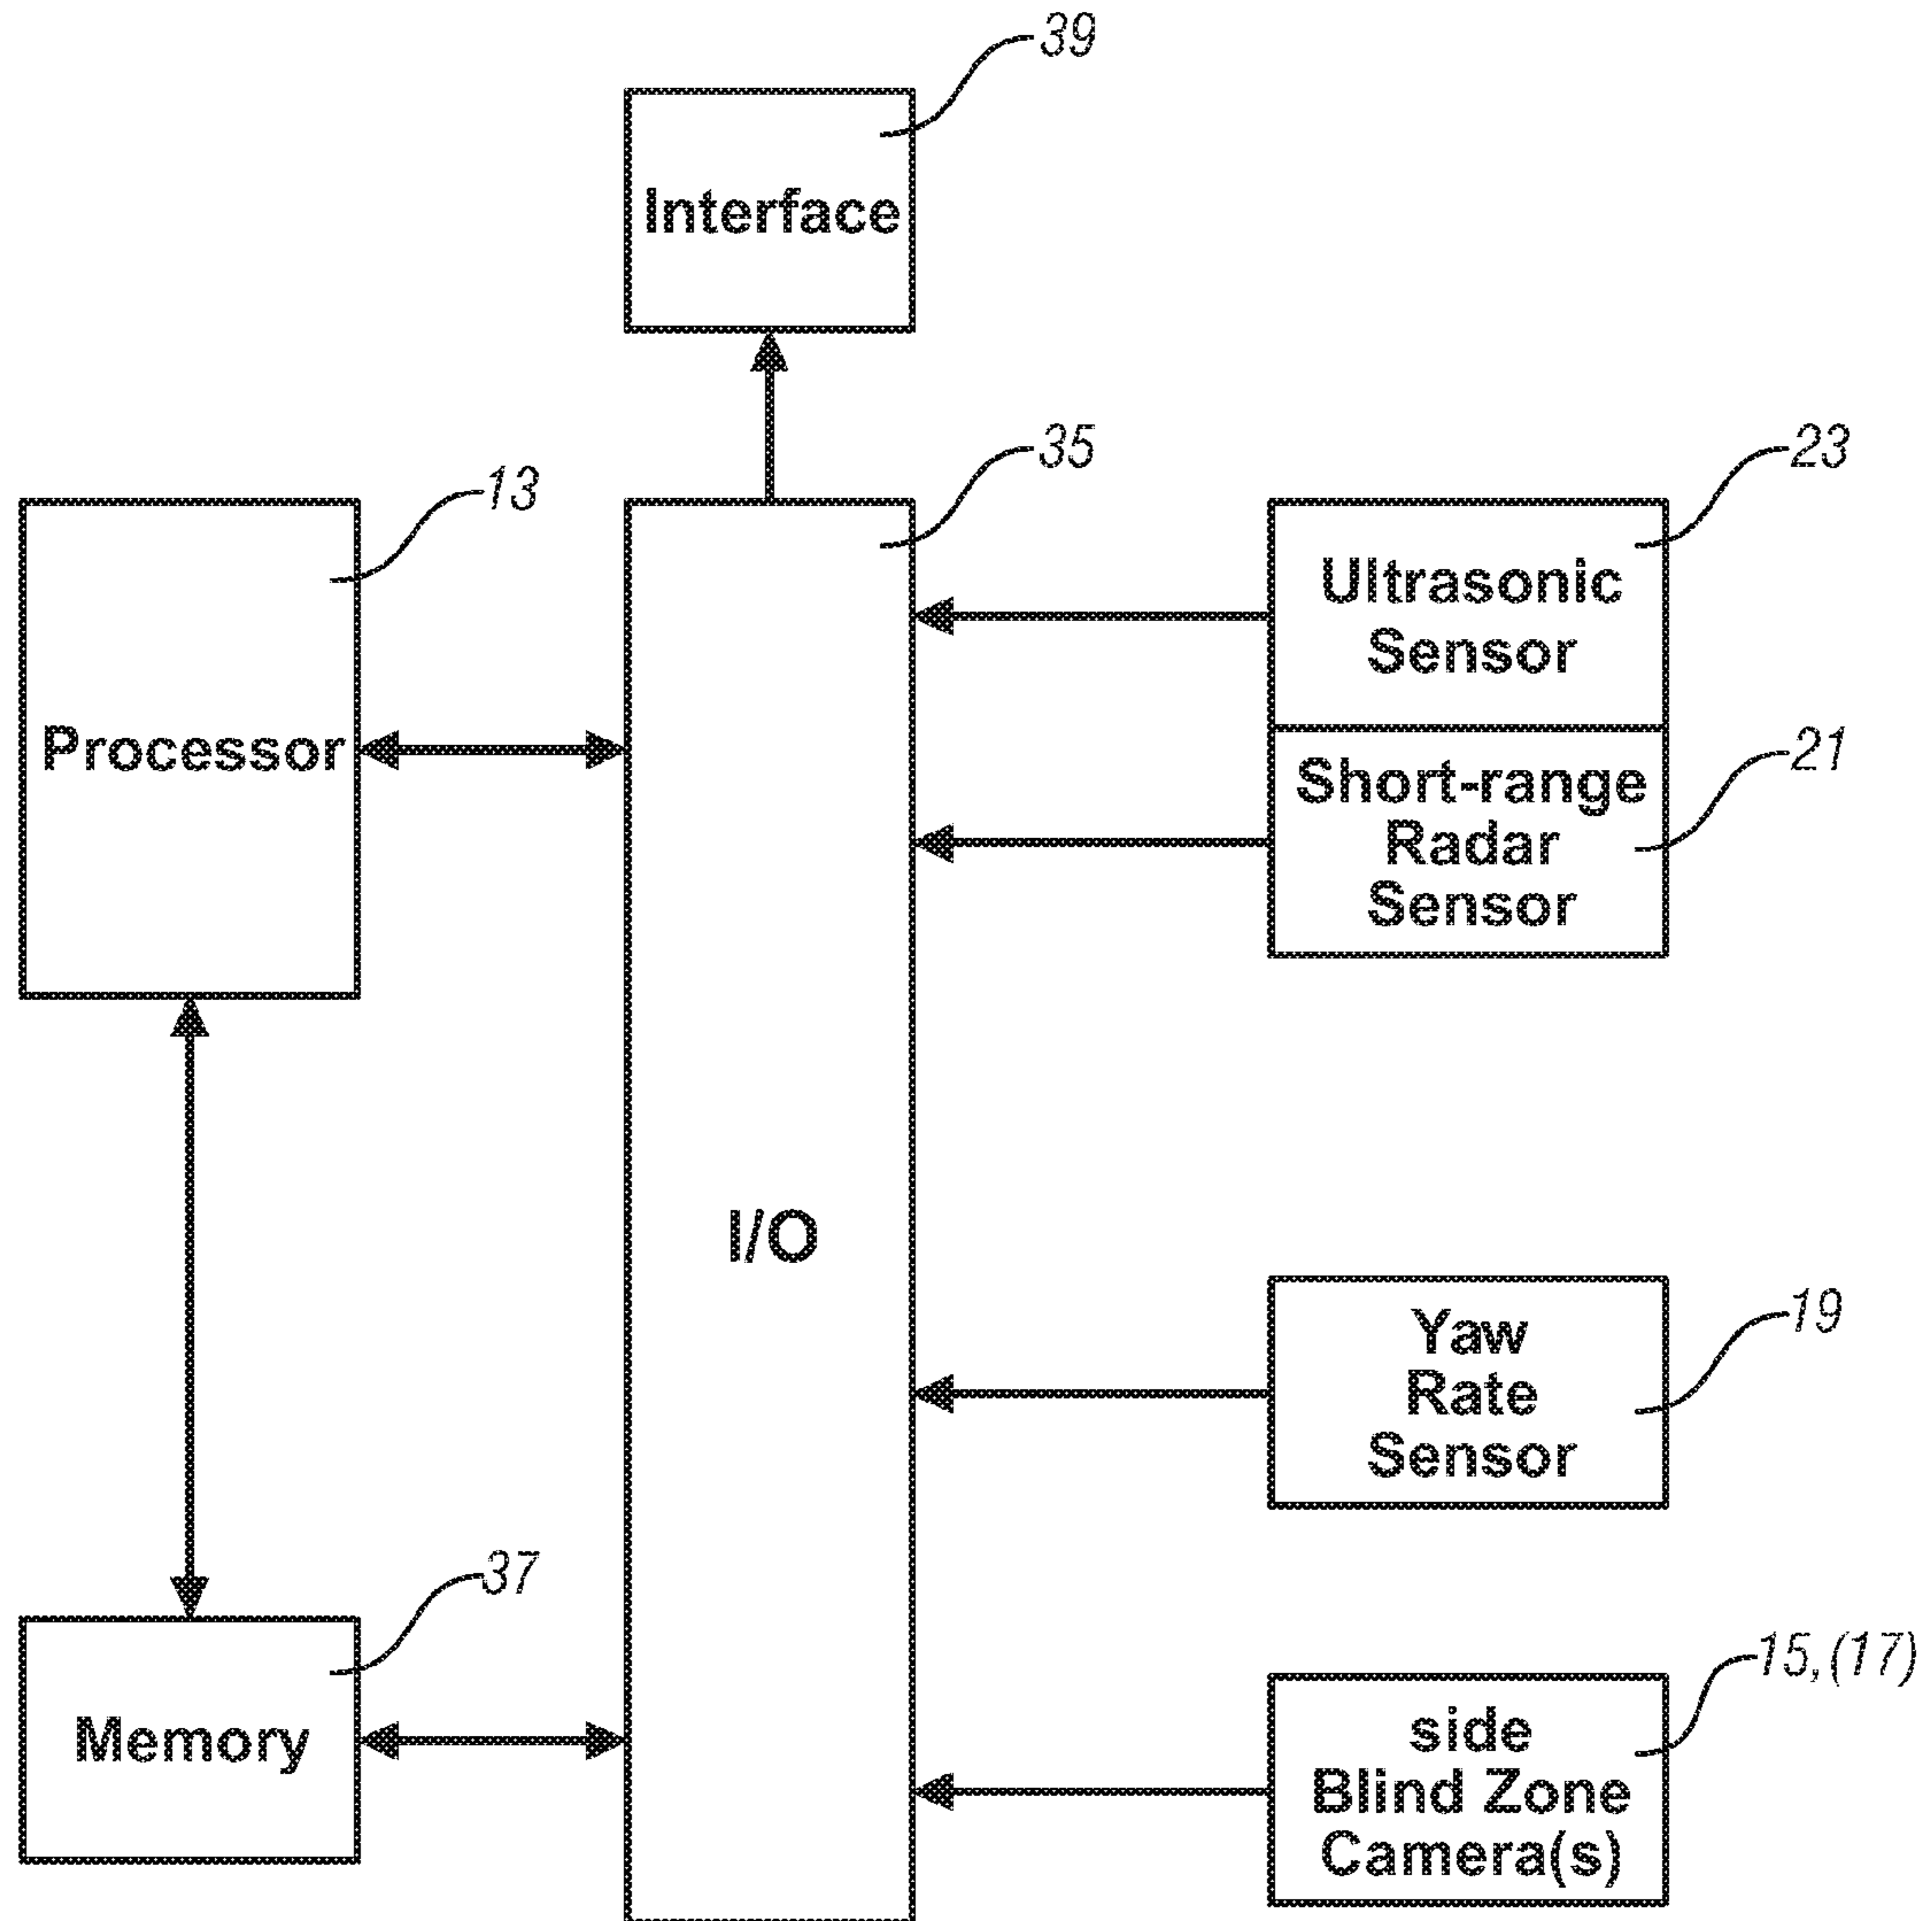 39
Interface
35
23
13
Ultrasonic
Sensor
Processor
21
Short-range
Radar
Sensor
I/O
19
Yaw
Rate
Sensor
37
15,(17)
Memory
side
Blind Zone
Camera(s)